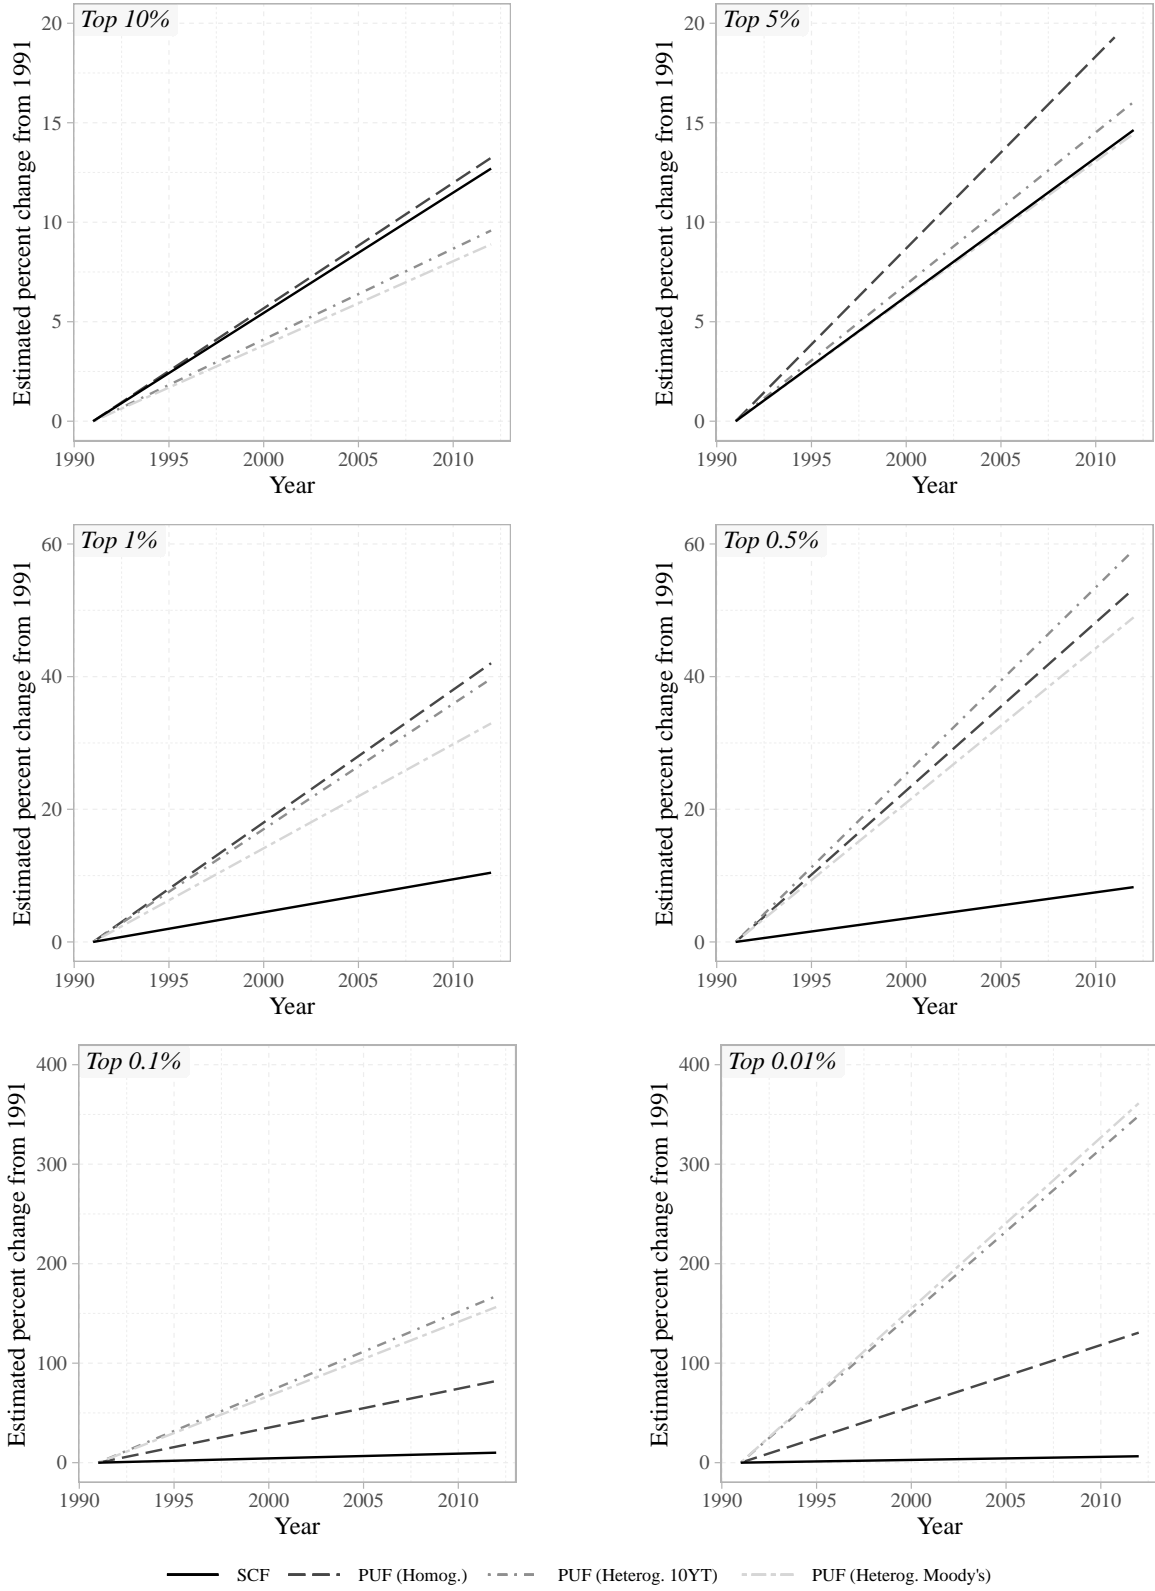 Top 10%
Estimated percent change from 1991
20
15
10
5
0
1990 1995 2000 2005 2010
Year
Top 5%
Estimated percent change from 1991
20
15
10
5
0
1990 1995 2000 2005 2010
Year
Top 1%
Estimated percent change from 1991
60
40
20
0
1990 1995 2000 2005 2010
Year
Top 0.5%
Estimated percent change from 1991
60
40
20
0
1990 1995 2000 2005 2010
Year
Top 0.1%
Estimated percent change from 1991
400
300
200
100
0
1990 1995 2000 2005 2010
Year
Top 0.01%
Estimated percent change from 1991
400
300
200
100
0
1990 1995 2000 2005 2010
Year
SCF PUF (Homog.) PUF (Heterog. 10YT) PUF (Heterog. Moody's)